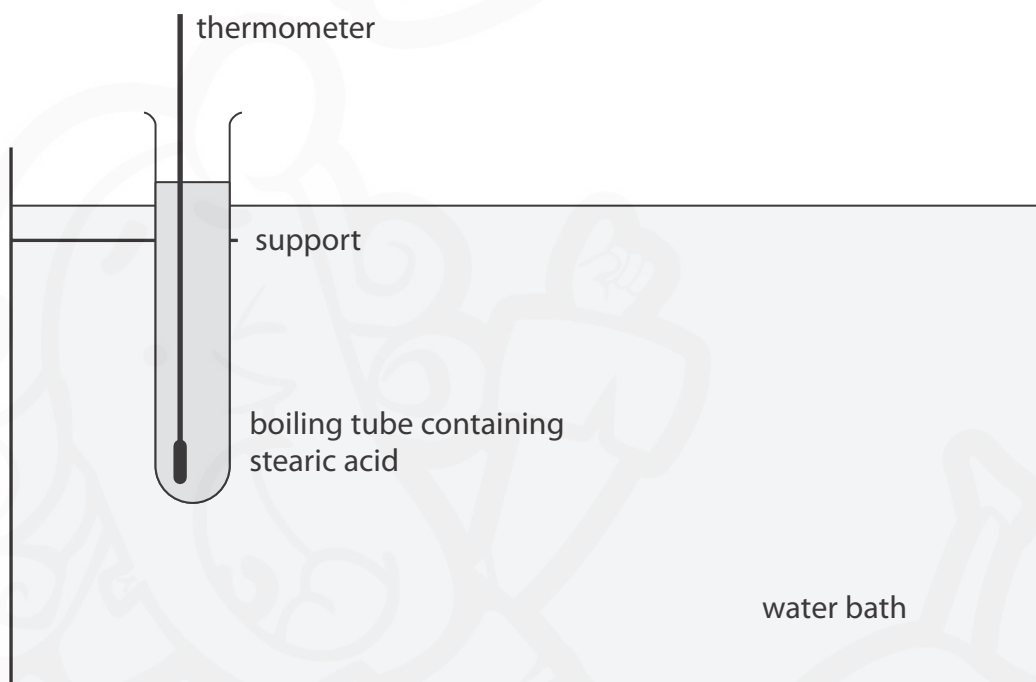 thermometer
support
boiling tube containing
stearic acid
water bath